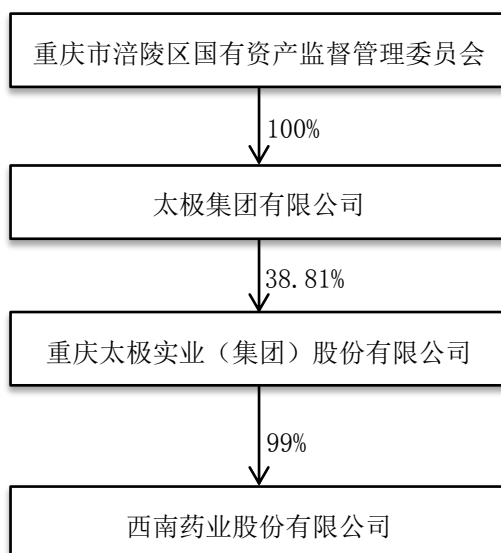 重庆市涪陵区国有资产监督管理委员会
100%
太极集团有限公司
38.81%
重庆太极实业（集团）股份有限公司
99%
西南药业股份有限公司